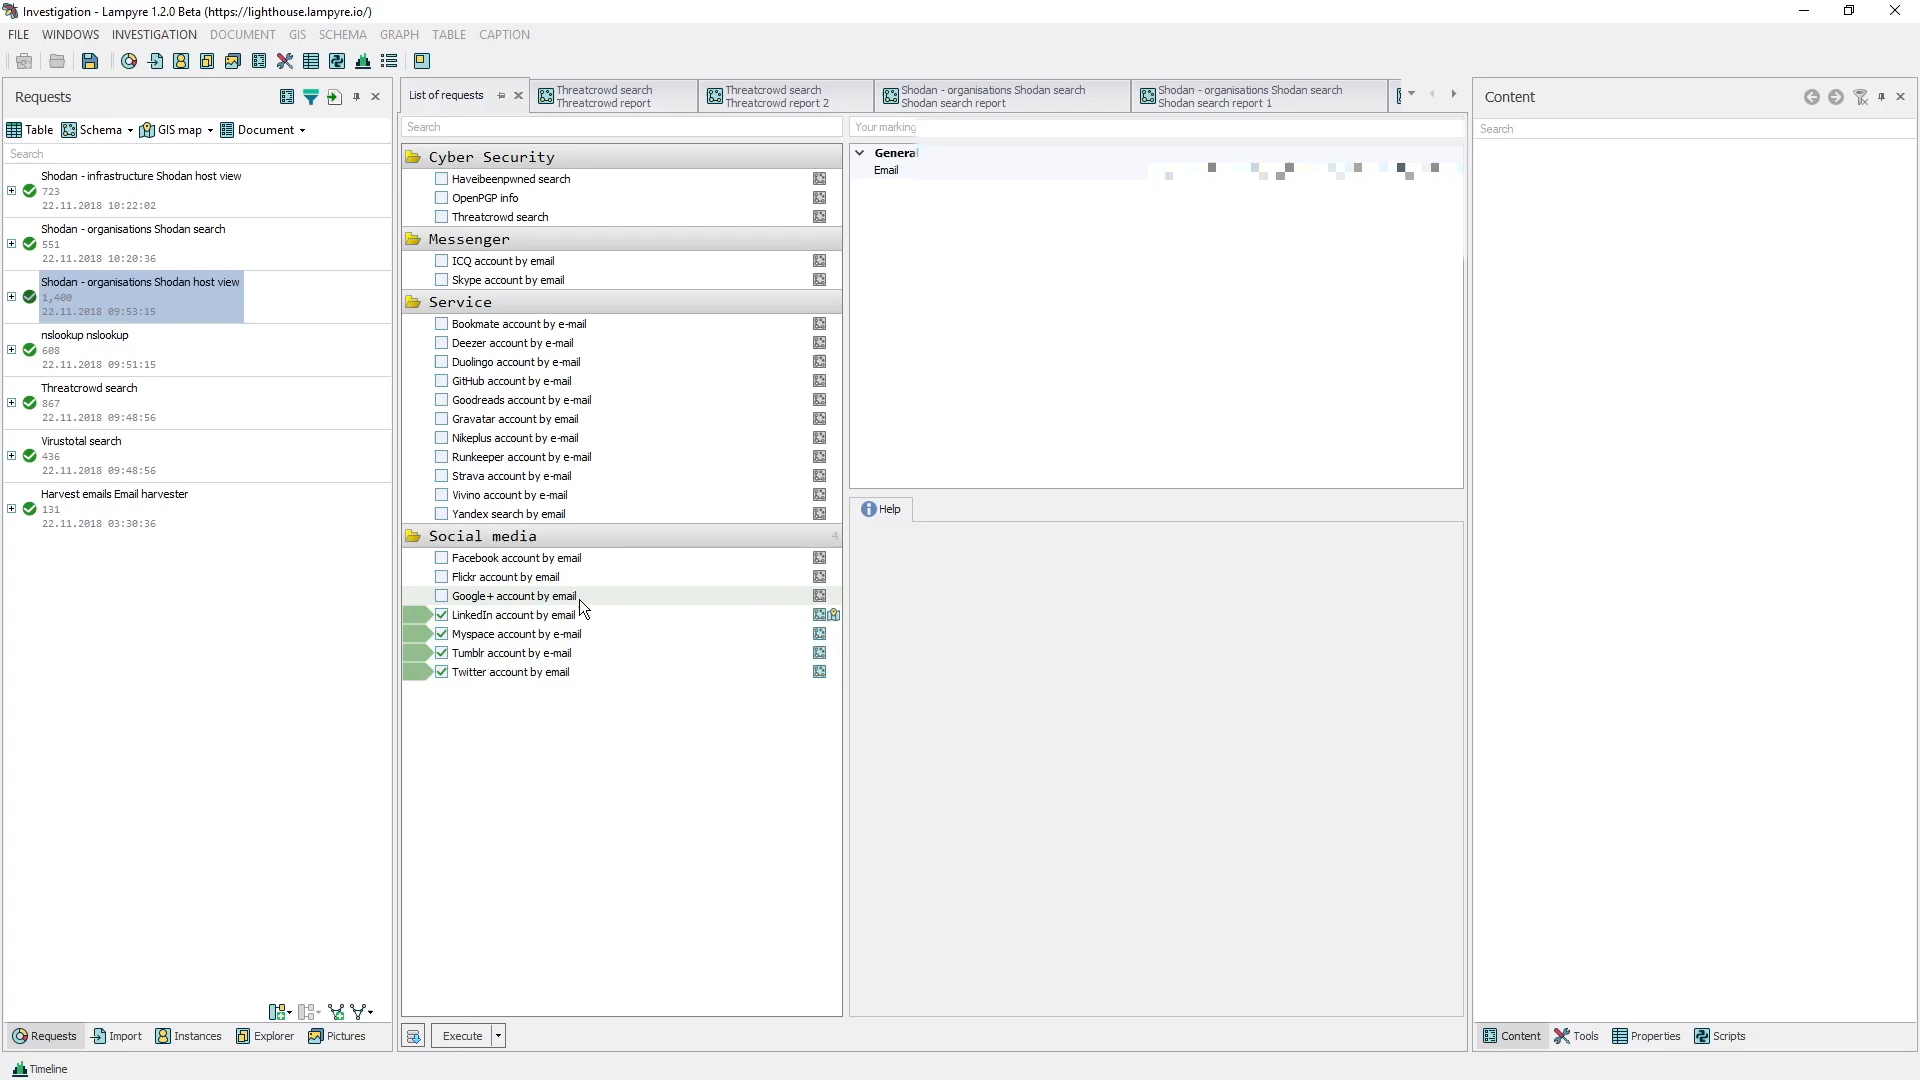 Investigation - Lampyre 1.2.0 Beta (https://lighthouse.lampyre.io/)
FILE WINDOWS INVESTIGATION DOCUMENT GIS SCHEMA GRAPH TABLE CAPTION
Requests
Table Schema GIS map Document
Search
Shodan - infrastructure Shodan host view
723
22.11.2018 10:22:02
Shodan - organisations Shodan search
551
22.11.2018 10:20:36
Shodan - organisations Shodan host view
1,400
22.11.2018 09:53:15
nslookup nslookup
608
22.11.2018 09:51:15
Threatcrowd search
867
22.11.2018 09:48:56
Virustotal search
436
22.11.2018 09:48:56
Harvest emails Email harvester
131
22.11.2018 03:30:36
Requests Import Instances Explorer Pictures
Timeline
List of requests
Threatcrowd search
Threatcrowd report
Threatcrowd search
Threatcrowd report 2
Shodan - organisations Shodan search
Shodan search report
Shodan - organisations Shodan search
Shodan search report 1
Search
Cyber Security
Haveibeenpwned search
OpenPGP info
Threatcrowd search
Messenger
ICQ account by email
Skype account by email
Service
Bookmate account by e-mail
Deezer account by e-mail
Duolingo account by e-mail
GitHub account by e-mail
Goodreads account by e-mail
Gravatar account by email
Nikeplus account by e-mail
Runkeeper account by e-mail
Strava account by e-mail
Vivino account by e-mail
Yandex search by email
Social media 4
Facebook account by email
Flickr account by email
Google+ account by email
LinkedIn account by email
Myspace account by e-mail
Tumblr account by e-mail
Twitter account by email
Execute
Your marking
General
Email
Help
Content
Search
Content Tools Properties Scripts